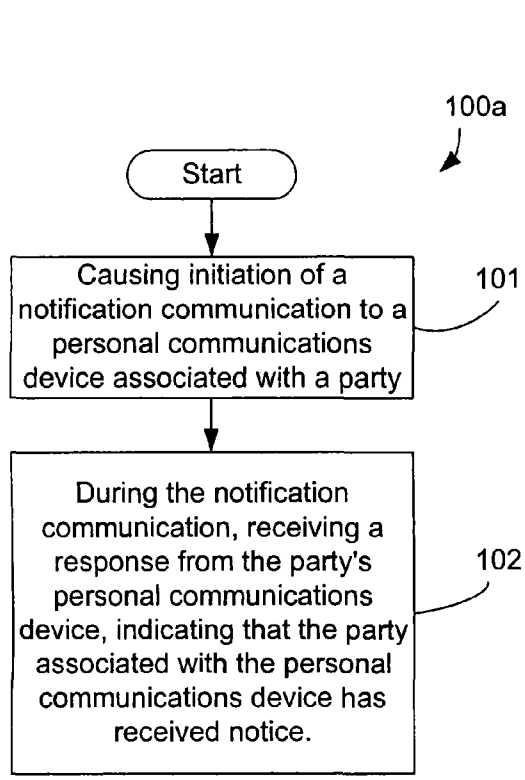 100a
Start
Causing initiation of a
notification communication to a
personal communications
device associated with a party
101
During the notification
communication, receiving a
response from the party's
personal communications
device, indicating that the party
associated with the personal
communications device has
received notice.
102